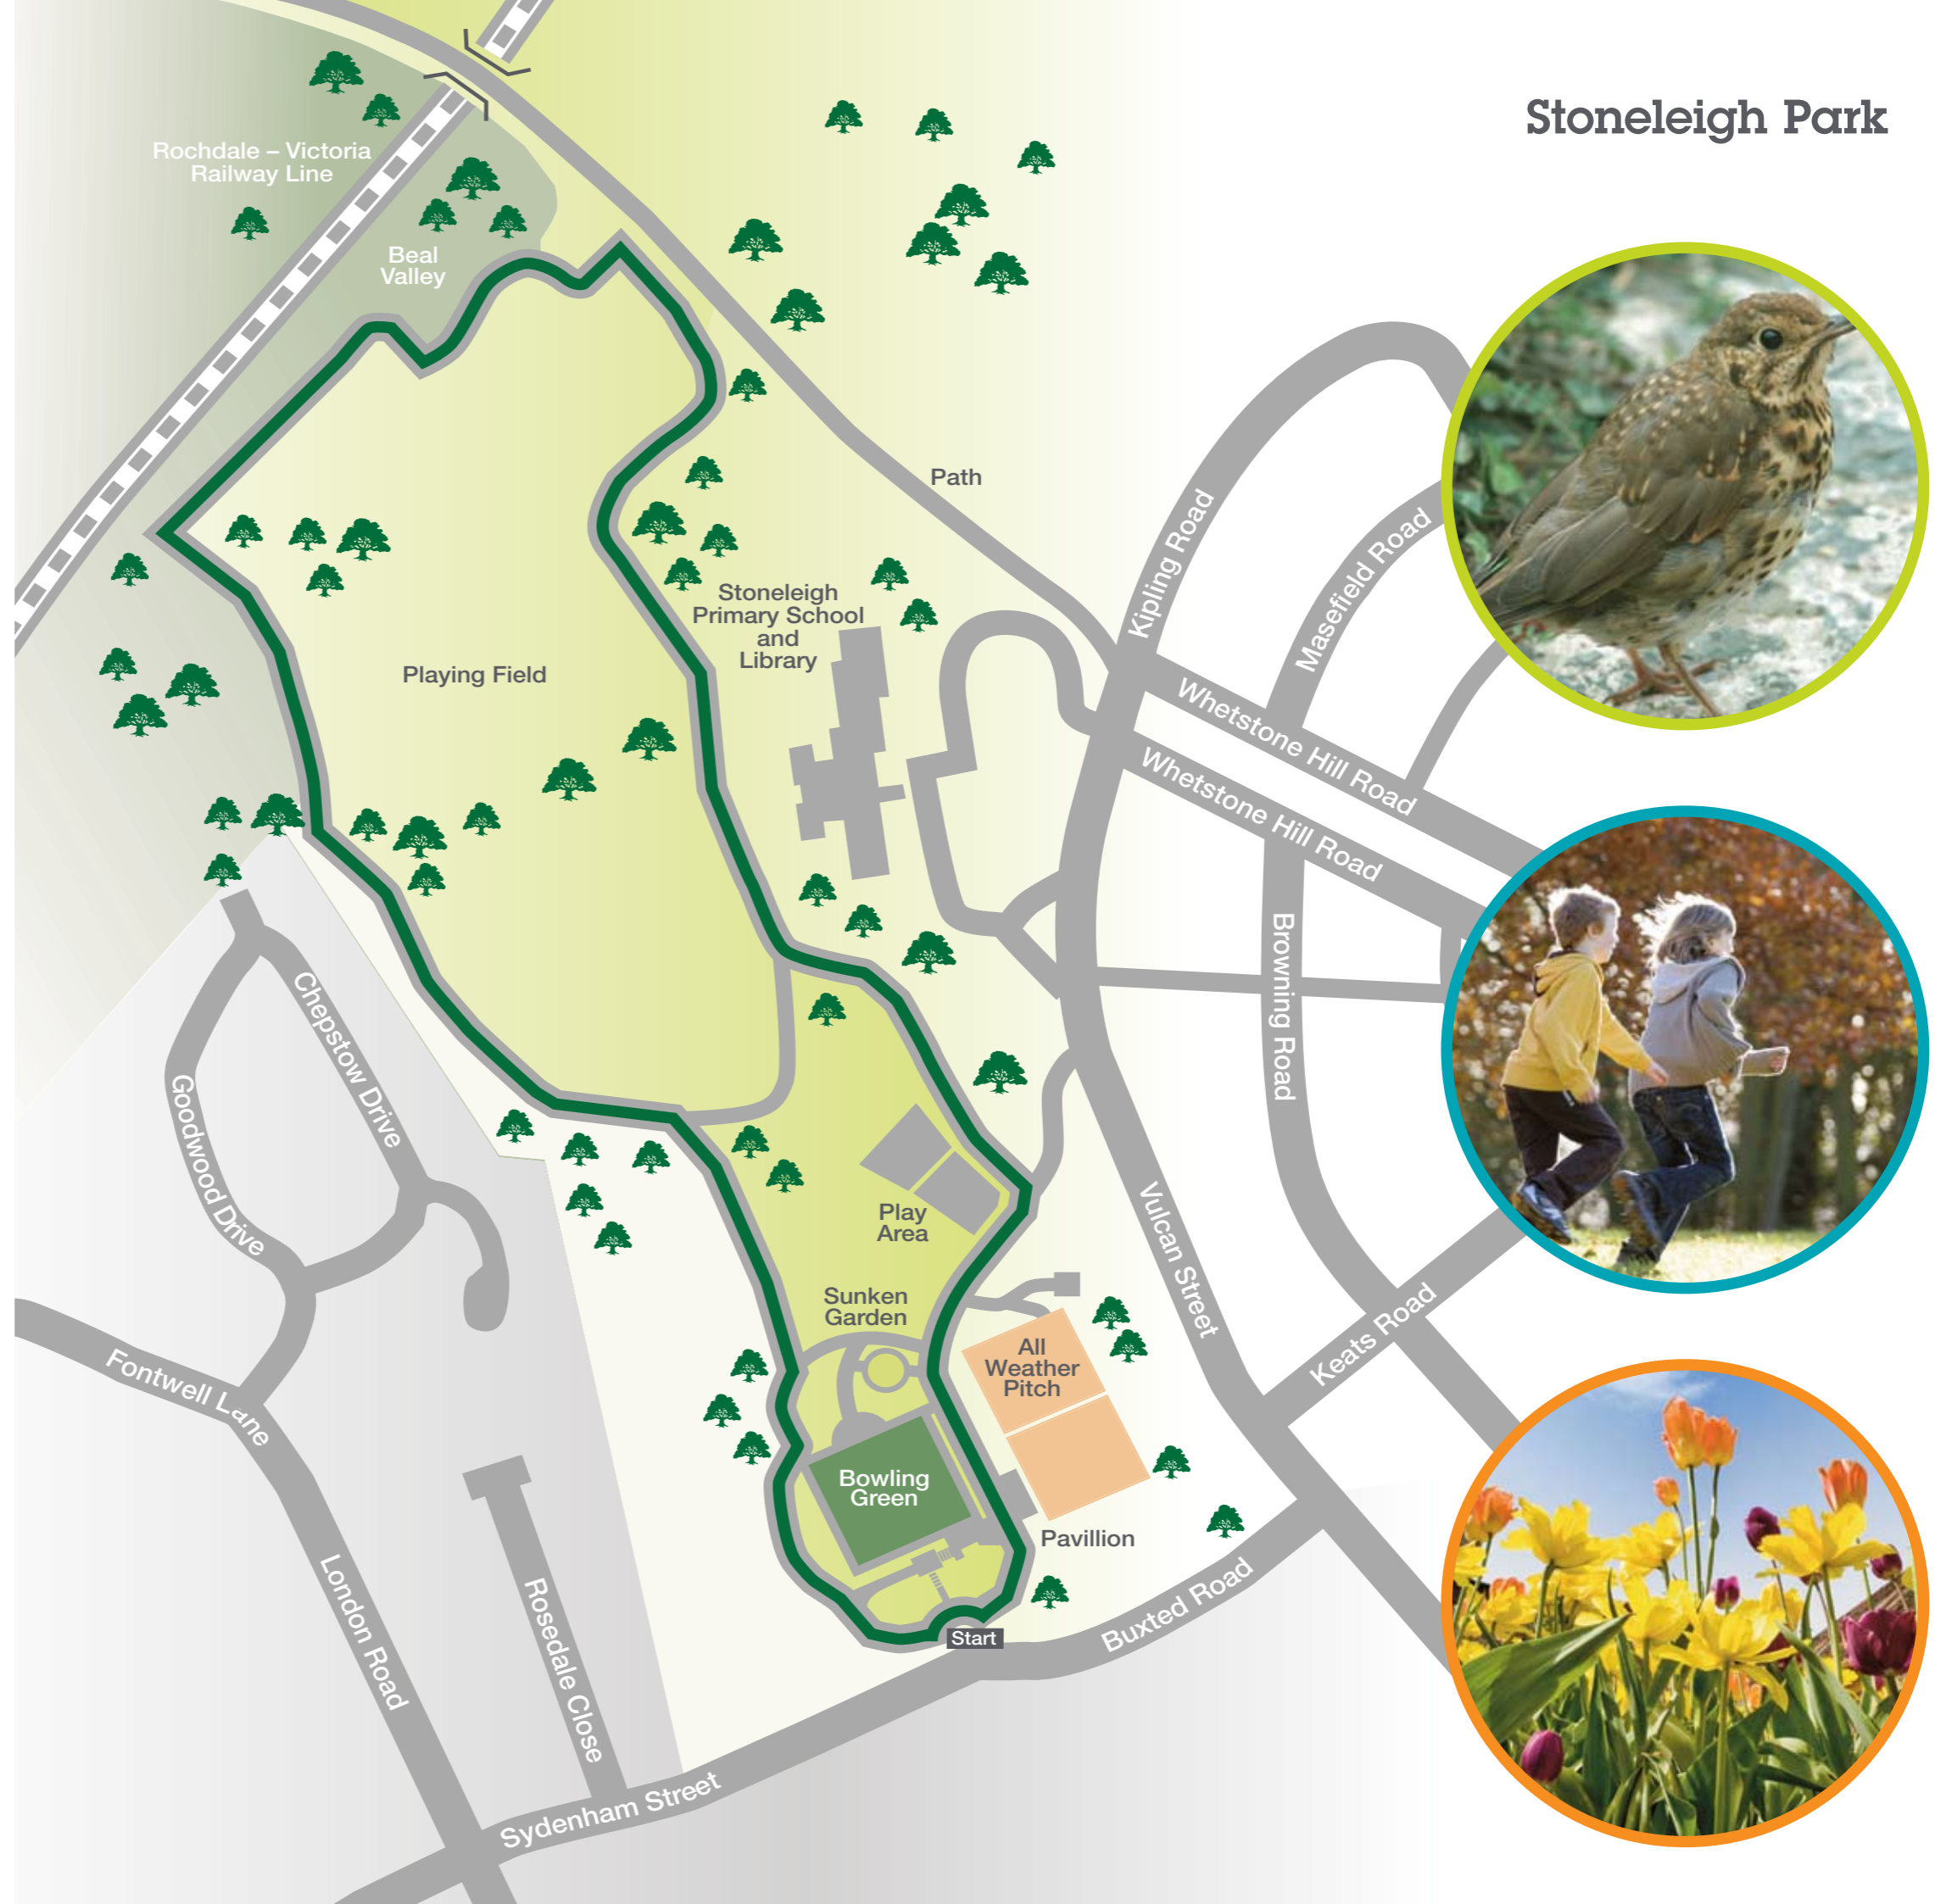 Stoneleigh Park
Rochdale – Victoria
Railway Line
Beal
Valley
Path
Kipling Road
Masefield Road
Stoneleigh
Primary School
and
Library
Playing Field
Whetstone Hill Road
Whetstone Hill Road
Browning Road
Chepstow Drive
Goodwood Drive
Play
Area
Vulcan Street
Sunken
Garden
All
Weather
Pitch
Keats Road
Fontwell Lane
Bowling
Green
Pavillion
London Road
Rosedale Close
Buxted Road
Start
Sydenham Street